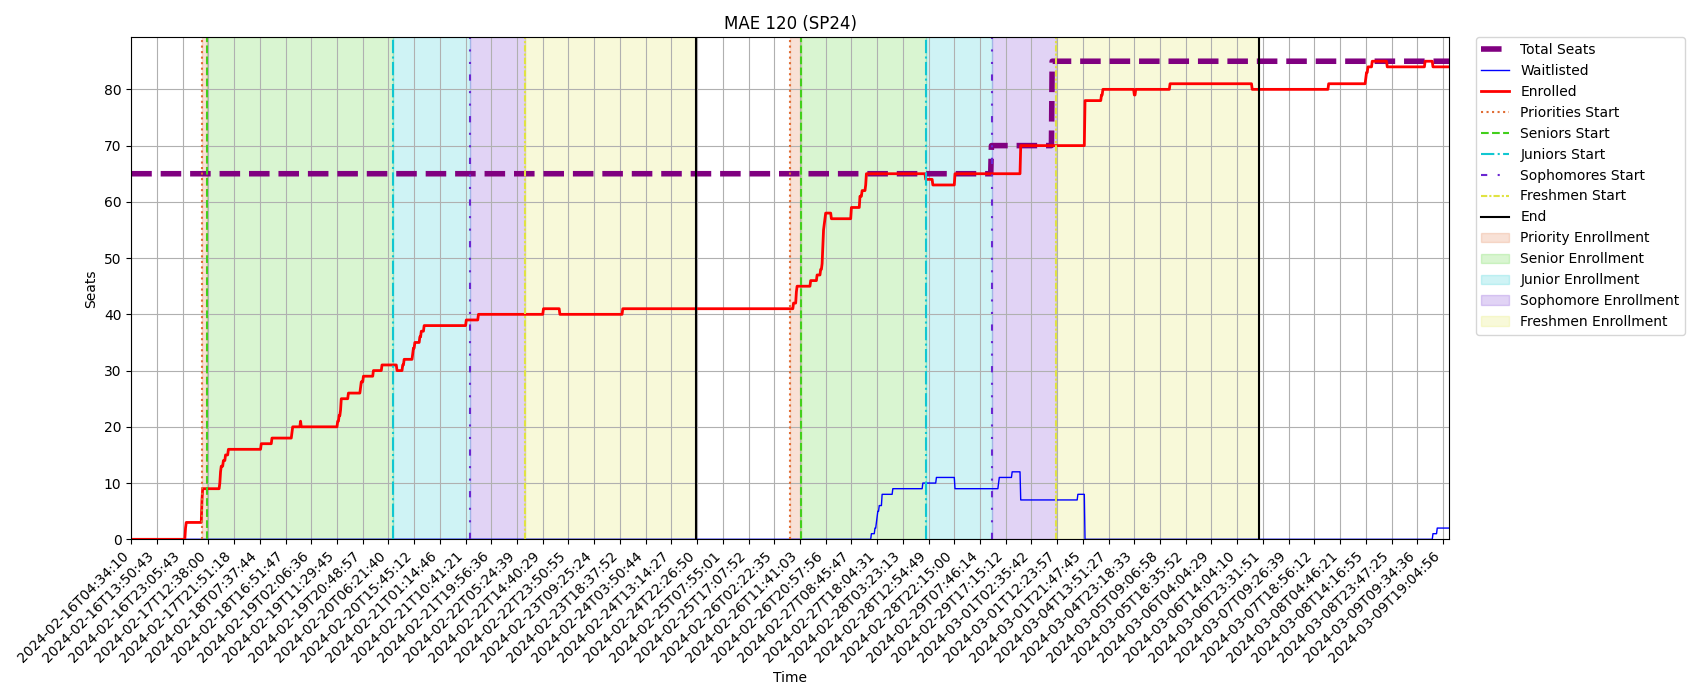 MAE 120 (SP24)
Total Seats
Waitlisted
Enrolled
Priorities Start
Seniors Start
Juniors Start
Sophomores Start
Freshmen Start
End
Priority Enrollment
Senior Enrollment
Junior Enrollment
Sophomore Enrollment
Freshmen Enrollment
Seats
80
70
60
50
40
30
20
10
0
2024-02-16T04:34:10
2024-02-16T13:50:43
2024-02-16T23:05:43
2024-02-17T12:38:00
2024-02-17T21:51:18
2024-02-18T07:37:44
2024-02-18T16:51:47
2024-02-19T02:06:36
2024-02-19T11:29:45
2024-02-19T20:48:57
2024-02-20T06:21:40
2024-02-20T15:45:12
2024-02-21T01:14:46
2024-02-21T10:41:21
2024-02-21T19:56:36
2024-02-22T05:24:39
2024-02-22T14:40:29
2024-02-22T23:50:55
2024-02-23T09:25:24
2024-02-23T18:37:52
2024-02-24T03:50:44
2024-02-24T13:14:27
2024-02-24T22:26:50
2024-02-25T07:55:01
2024-02-25T17:07:52
2024-02-26T02:22:35
2024-02-26T11:41:03
2024-02-26T20:57:56
2024-02-27T08:45:47
2024-02-27T18:04:31
2024-02-28T03:23:13
2024-02-28T12:54:49
2024-02-28T22:15:00
2024-02-29T07:46:14
2024-02-29T17:15:12
2024-03-01T02:35:42
2024-03-01T12:23:57
2024-03-01T21:47:45
2024-03-04T13:51:27
2024-03-04T23:18:33
2024-03-05T09:06:58
2024-03-05T18:35:52
2024-03-06T04:04:29
2024-03-06T14:04:10
2024-03-06T23:31:51
2024-03-07T09:26:39
2024-03-07T18:56:12
2024-03-08T04:46:21
2024-03-08T14:16:55
2024-03-08T23:47:25
2024-03-09T09:34:36
2024-03-09T19:04:56
Time